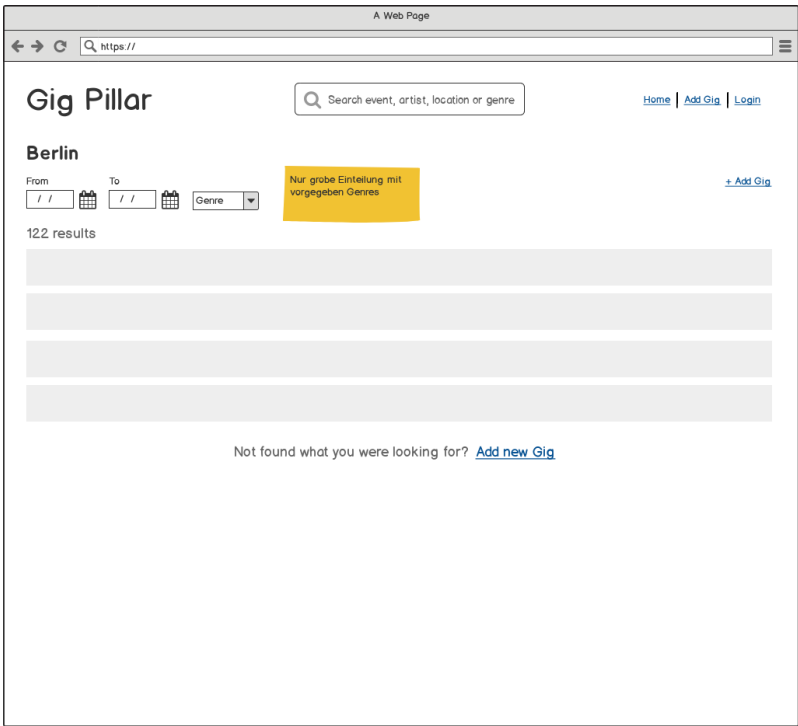 A Web Page
https://
Gig Pillar
Search event, artist, location or genre
Home Add Gig Login
Berlin
From To
/ / / / Genre
Nur grobe Einteilung mit
vorgegeben Genres
+ Add Gig
122 results
Not found what you were looking for? Add new Gig